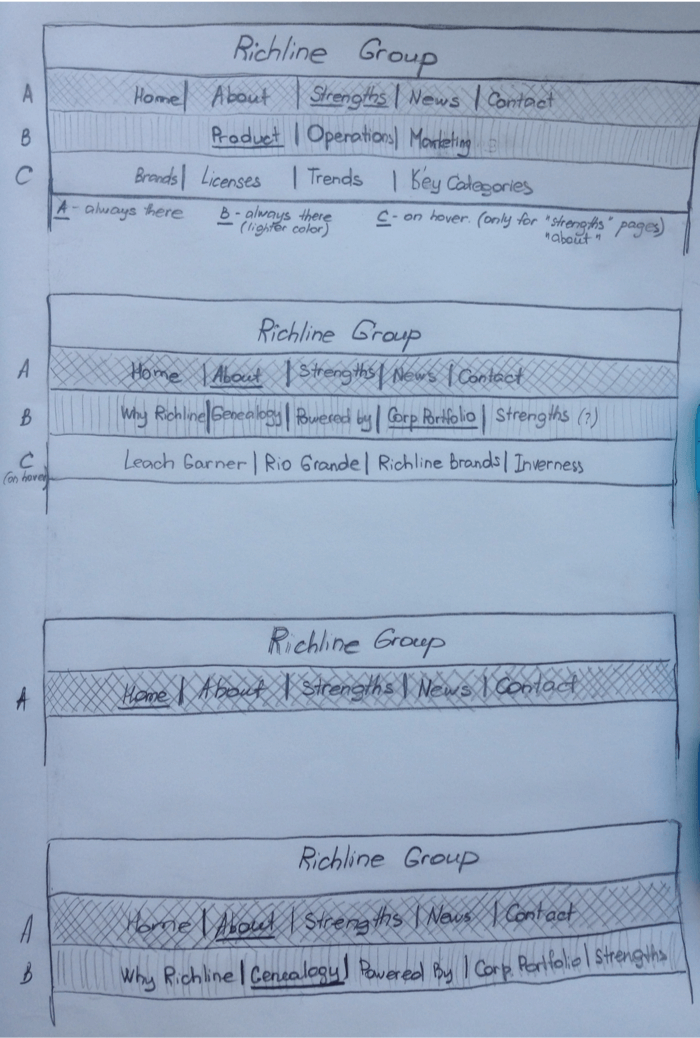 Richline Group
A Home | About | Strengths | News | Contact
B Product | Operations | Marketing
C Brands | Licenses | Trends | Key Categories
A - always there B - always there C - on hover. (only for "strengths" pages)
(lighter color) "about"
Richline Group
A Home | About | Strengths | News | Contact
B Why Richline | Genealogy | Powered by | Corp Portfolio | Strengths (?)
C Leach Garner | Rio Grande | Richline Brands | Inverness
(on hover)
Richline Group
A Home | About | Strengths | News | Contact
Richline Group
A Home | About | Strengths | News | Contact
B Why Richline | Genealogy | Powered By | Corp. Portfolio | Strengths